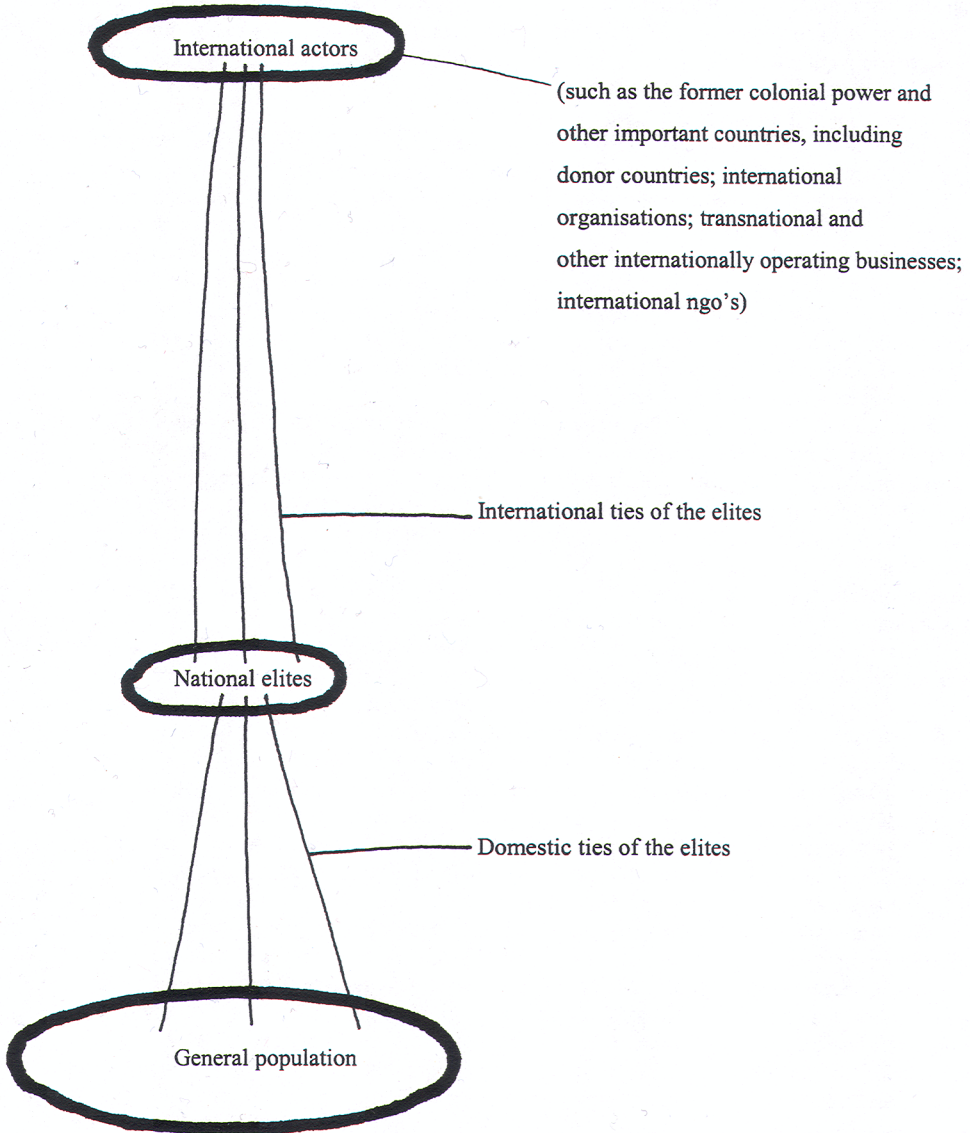 International actors
(such as the former colonial power and
other important countries, including
donor countries; international
organisations; transnational and
other internationally operating businesses;
international ngo's)
International ties of the elites
National elites
Domestic ties of the elites
General population